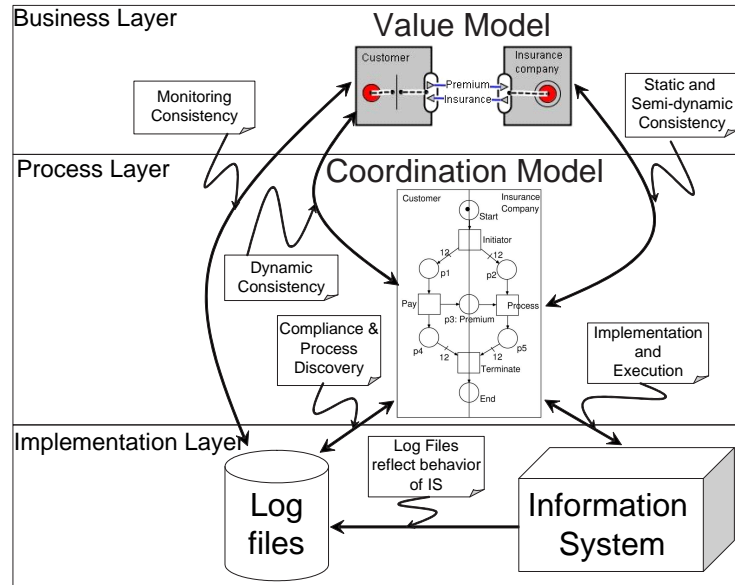 Business Layer
Value Model
Customer
Insurance
company
Premium
Insurance
Monitoring
Consistency
Static and
Semi-dynamic
Consistency
Process Layer
Coordination Model
Customer
Insurance
Company
Start
Initiator
12
12
p1
p2
Pay
Process
p3: Premium
p4
12
12
p5
Terminate
End
Dynamic
Consistency
Compliance &
Process
Discovery
Implementation
and
Execution
Implementation Layer
Log Files
reflect behavior
of IS
Log
files
Information
System